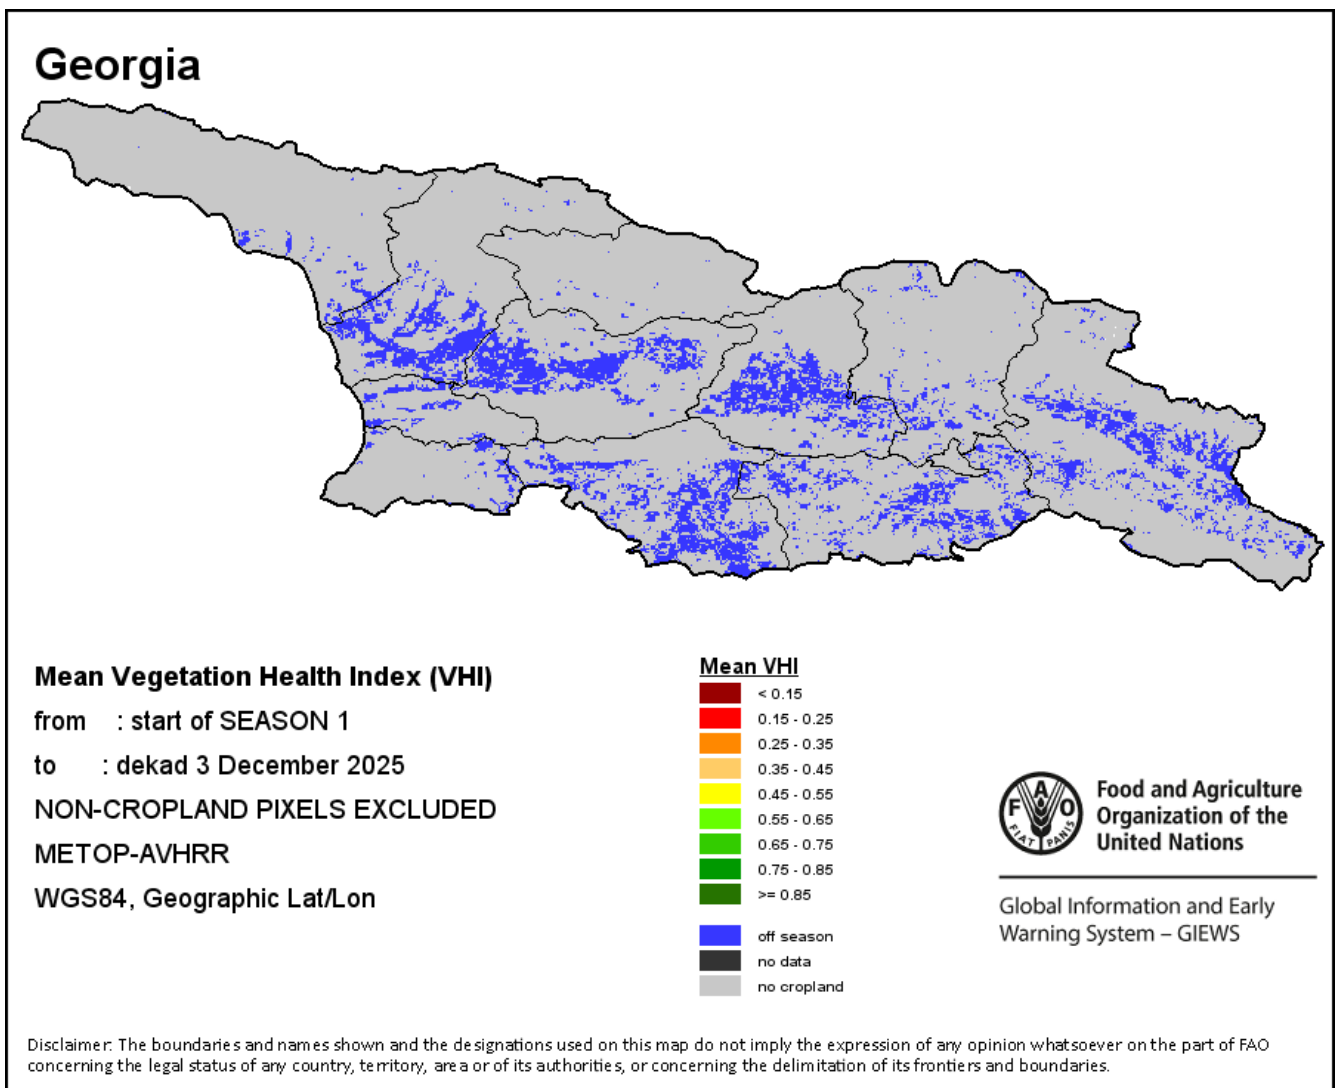 Georgia
Mean Vegetation Health Index (VHI)
from : start of SEASON 1
to : dekad 3 December 2025
NON-CROPLAND PIXELS EXCLUDED
METOP-AVHRR
WGS84, Geographic Lat/Lon
Mean VHI
< 0.15
0.15 - 0.25
0.25 - 0.35
0.35 - 0.45
0.45 - 0.55
0.55 - 0.65
0.65 - 0.75
0.75 - 0.85
>= 0.85
off season
no data
no cropland
F A O
FIAT PANIS
Food and Agriculture
Organization of the
United Nations
Global Information and Early
Warning System – GIEWS
Disclaimer: The boundaries and names shown and the designations used on this map do not imply the expression of any opinion whatsoever on the part of FAO
concerning the legal status of any country, territory, area or of its authorities, or concerning the delimitation of its frontiers and boundaries.